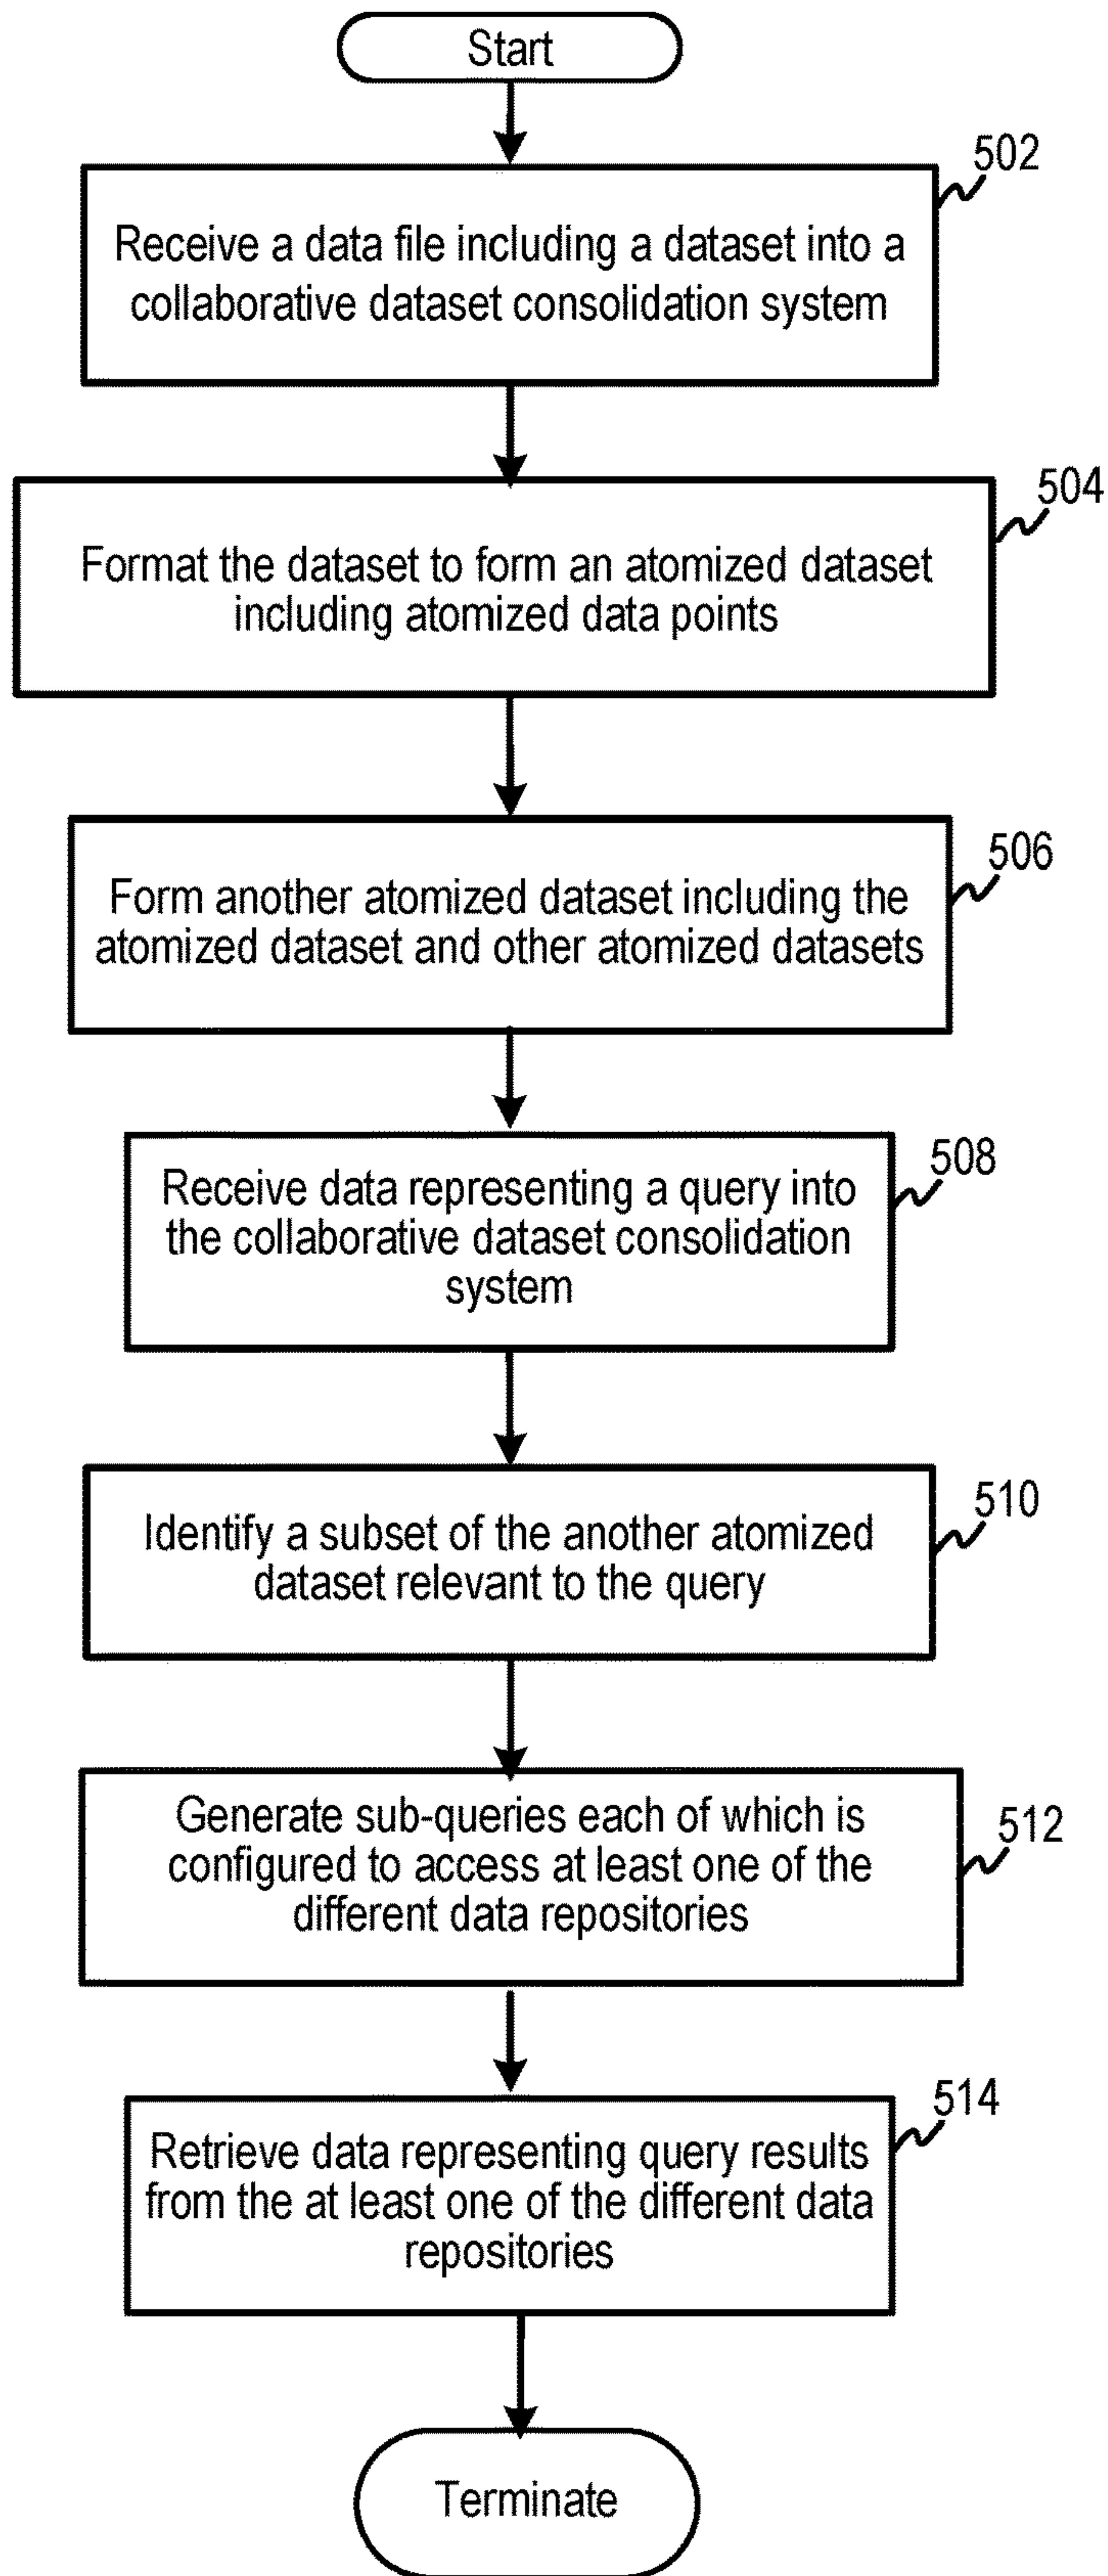 Start
502
Receive a data file including a dataset into a
collaborative dataset consolidation system
504
Format the dataset to form an atomized dataset
including atomized data points
506
Form another atomized dataset including the
atomized dataset and other atomized datasets
508
Receive data representing a query into
the collaborative dataset consolidation
system
510
Identify a subset of the another atomized
dataset relevant to the query
512
Generate sub-queries each of which is
configured to access at least one of the
different data repositories
514
Retrieve data representing query results
from the at least one of the different data
repositories
Terminate